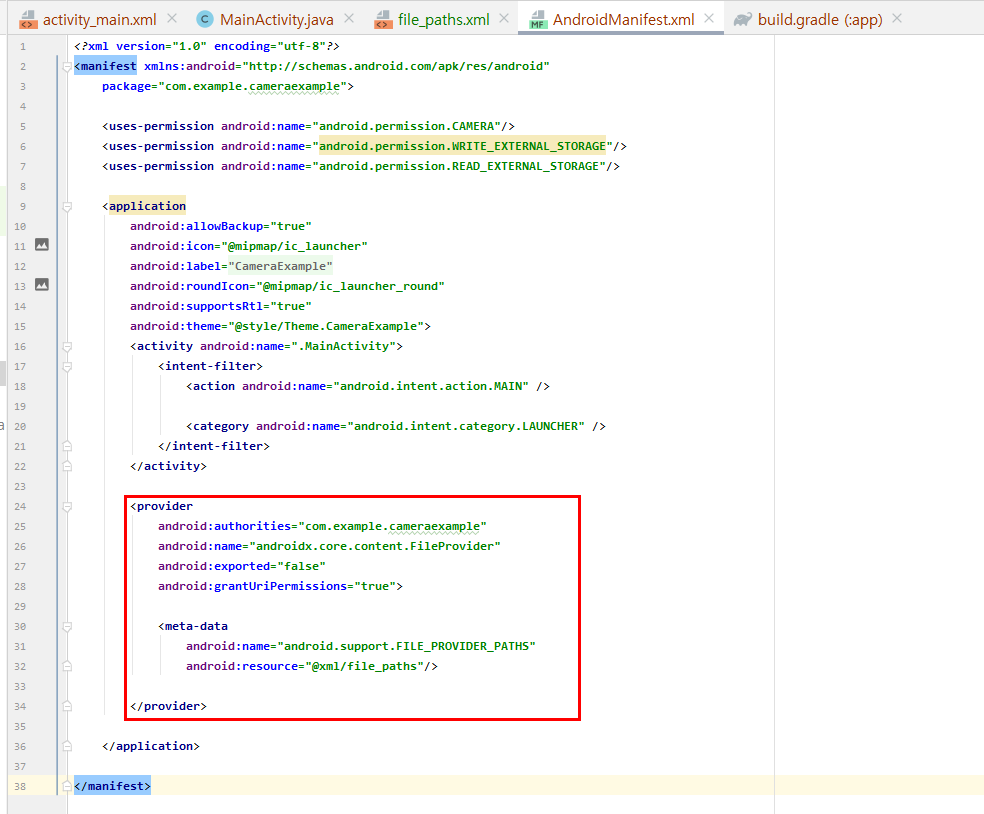 activity_main.xml MainActivity.java file_paths.xml AndroidManifest.xml build.gradle (:app)
1 <?xml version="1.0" encoding="utf-8"?>
2 <manifest xmlns:android="http://schemas.android.com/apk/res/android"
3 package="com.example.cameraexample">
4
5 <uses-permission android:name="android.permission.CAMERA"/>
6 <uses-permission android:name="android.permission.WRITE_EXTERNAL_STORAGE"/>
7 <uses-permission android:name="android.permission.READ_EXTERNAL_STORAGE"/>
8
9 <application
10 android:allowBackup="true"
11 android:icon="@mipmap/ic_launcher"
12 android:label="CameraExample"
13 android:roundIcon="@mipmap/ic_launcher_round"
14 android:supportsRtl="true"
15 android:theme="@style/Theme.CameraExample">
16 <activity android:name=".MainActivity">
17 <intent-filter>
18 <action android:name="android.intent.action.MAIN" />
19
20 <category android:name="android.intent.category.LAUNCHER" />
21 </intent-filter>
22 </activity>
23
24 <provider
25 android:authorities="com.example.cameraexample"
26 android:name="androidx.core.content.FileProvider"
27 android:exported="false"
28 android:grantUriPermissions="true">
29
30 <meta-data
31 android:name="android.support.FILE_PROVIDER_PATHS"
32 android:resource="@xml/file_paths"/>
33
34 </provider>
35
36 </application>
37
38 </manifest>